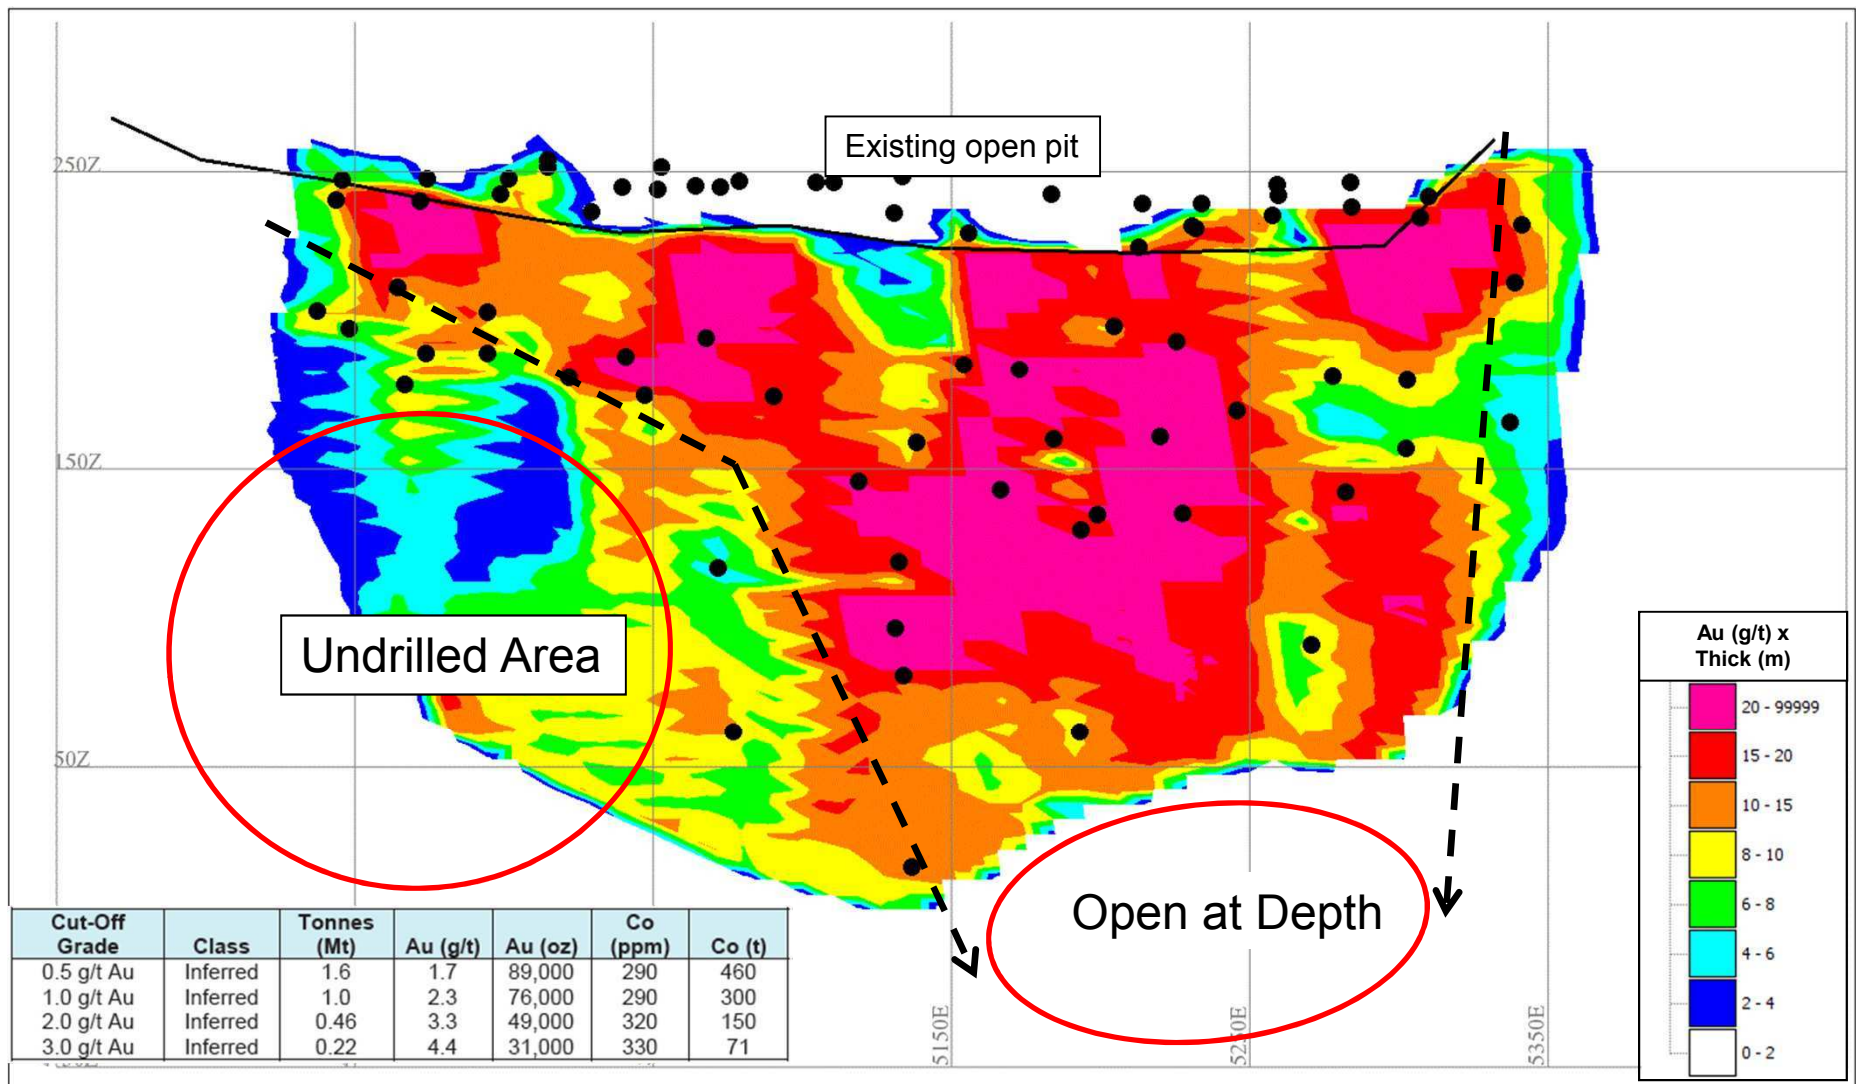 Existing open pit
250Z
150Z
50Z
Undrilled Area
Open at Depth
5150E
5250E
5350E
Au (g/t) x
Thick (m)
20 - 99999
15 - 20
10 - 15
8 - 10
6 - 8
4 - 6
2 - 4
0 - 2
Cut-Off Grade Class Tonnes (Mt) Au (g/t) Au (oz) Co (ppm) Co (t)
0.5 g/t Au Inferred 1.6 1.7 89,000 290 460
1.0 g/t Au Inferred 1.0 2.3 76,000 290 300
2.0 g/t Au Inferred 0.46 3.3 49,000 320 150
3.0 g/t Au Inferred 0.22 4.4 31,000 330 71